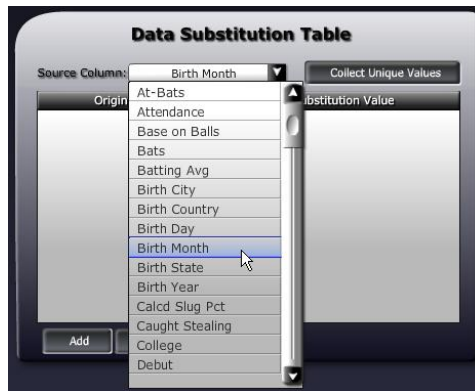 Data Substitution Table
Source Column: Birth Month Collect Unique Values
Origin bstitution Value
At-Bats
Attendance
Base on Balls
Bats
Batting Avg
Birth City
Birth Country
Birth Day
Birth Month
Birth State
Birth Year
Calcd Slug Pct
Caught Stealing
College
Debut
Add